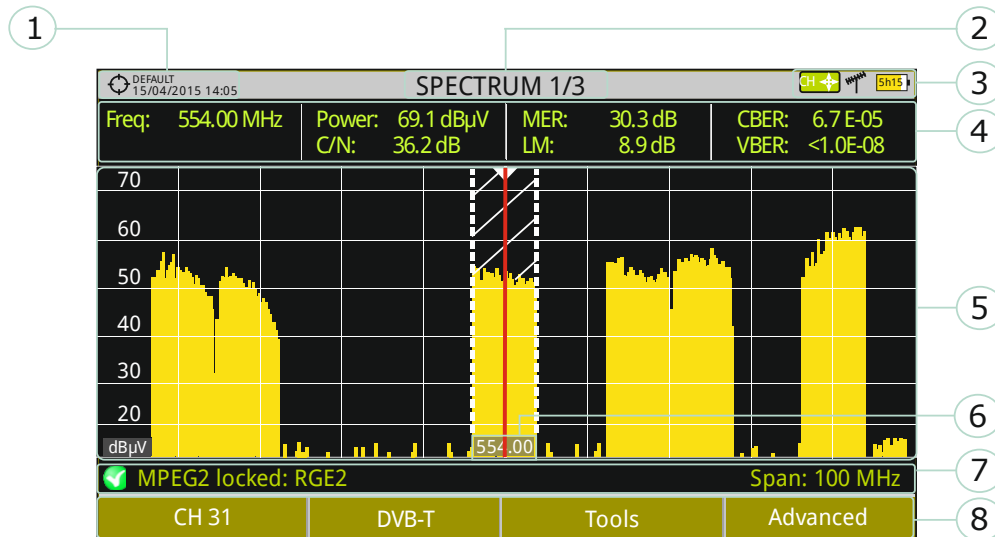 1
2
DEFAULT
15/04/2015 14:05
SPECTRUM 1/3
CH
5h15
3
Freq: 554.00 MHz
Power: 69.1 dBµV
MER: 30.3 dB
CBER: 6.7 E-05
4
C/N: 36.2 dB
LM: 8.9 dB
VBER: <1.0E-08
70
60
50
5
40
30
20
6
dBµV
554.00
7
MPEG2 locked: RGE2
Span: 100 MHz
CH 31
DVB-T
Tools
Advanced
8